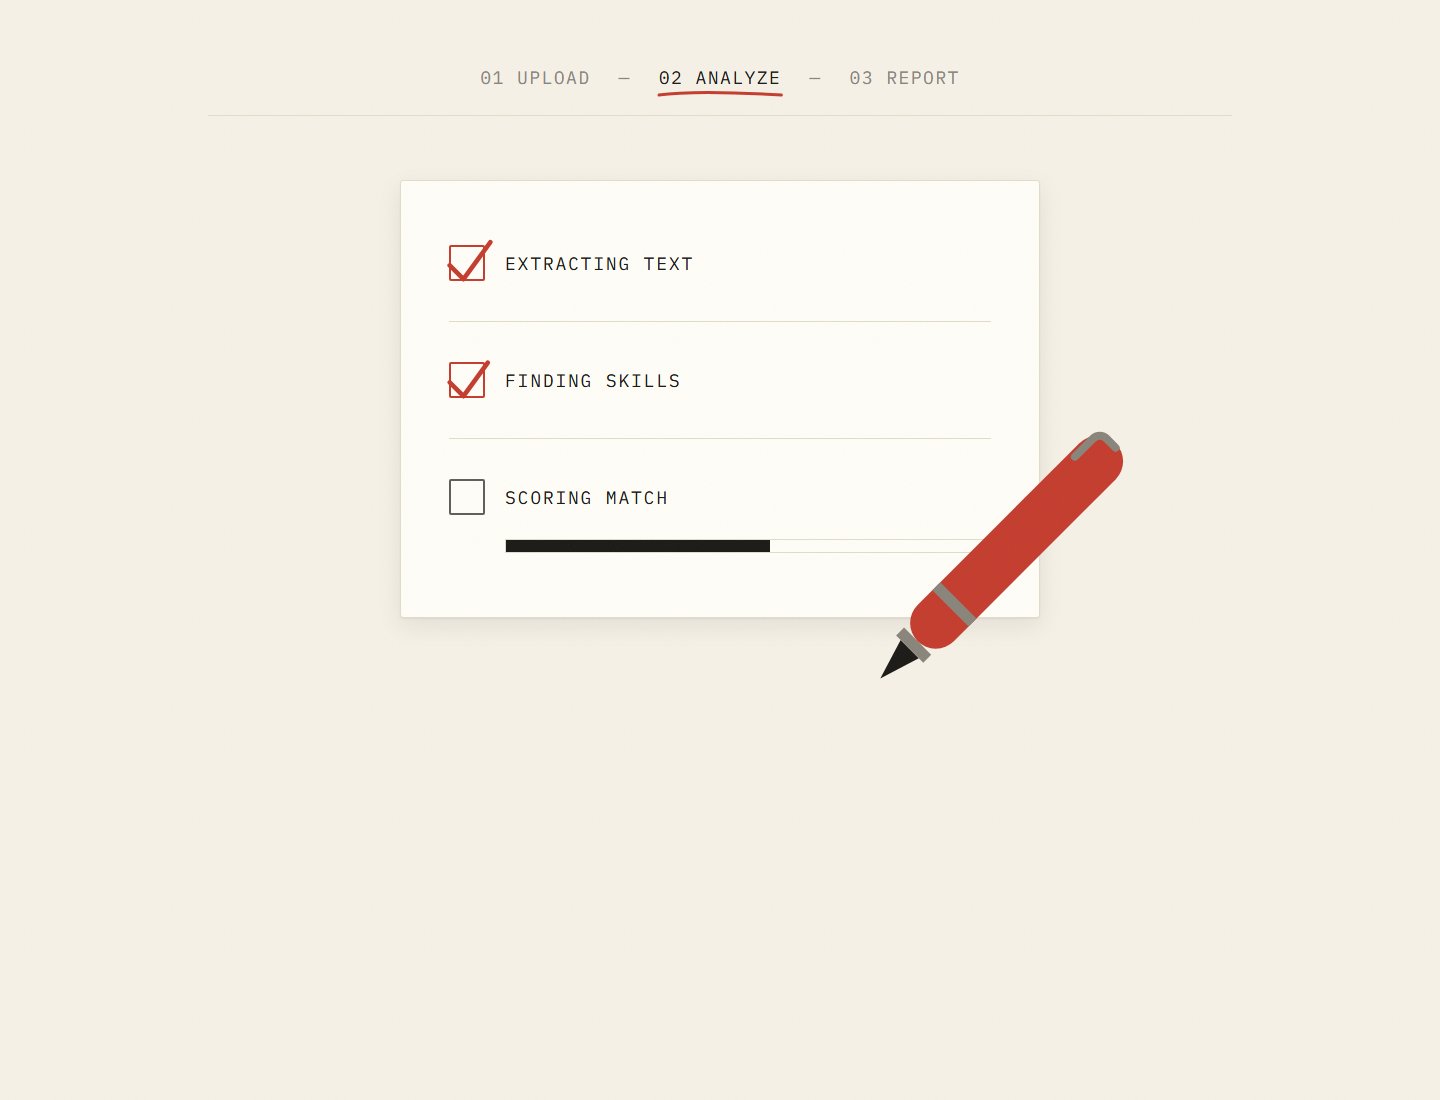 01 UPLOAD — 02 ANALYZE — 03 REPORT
EXTRACTING TEXT
FINDING SKILLS
SCORING MATCH